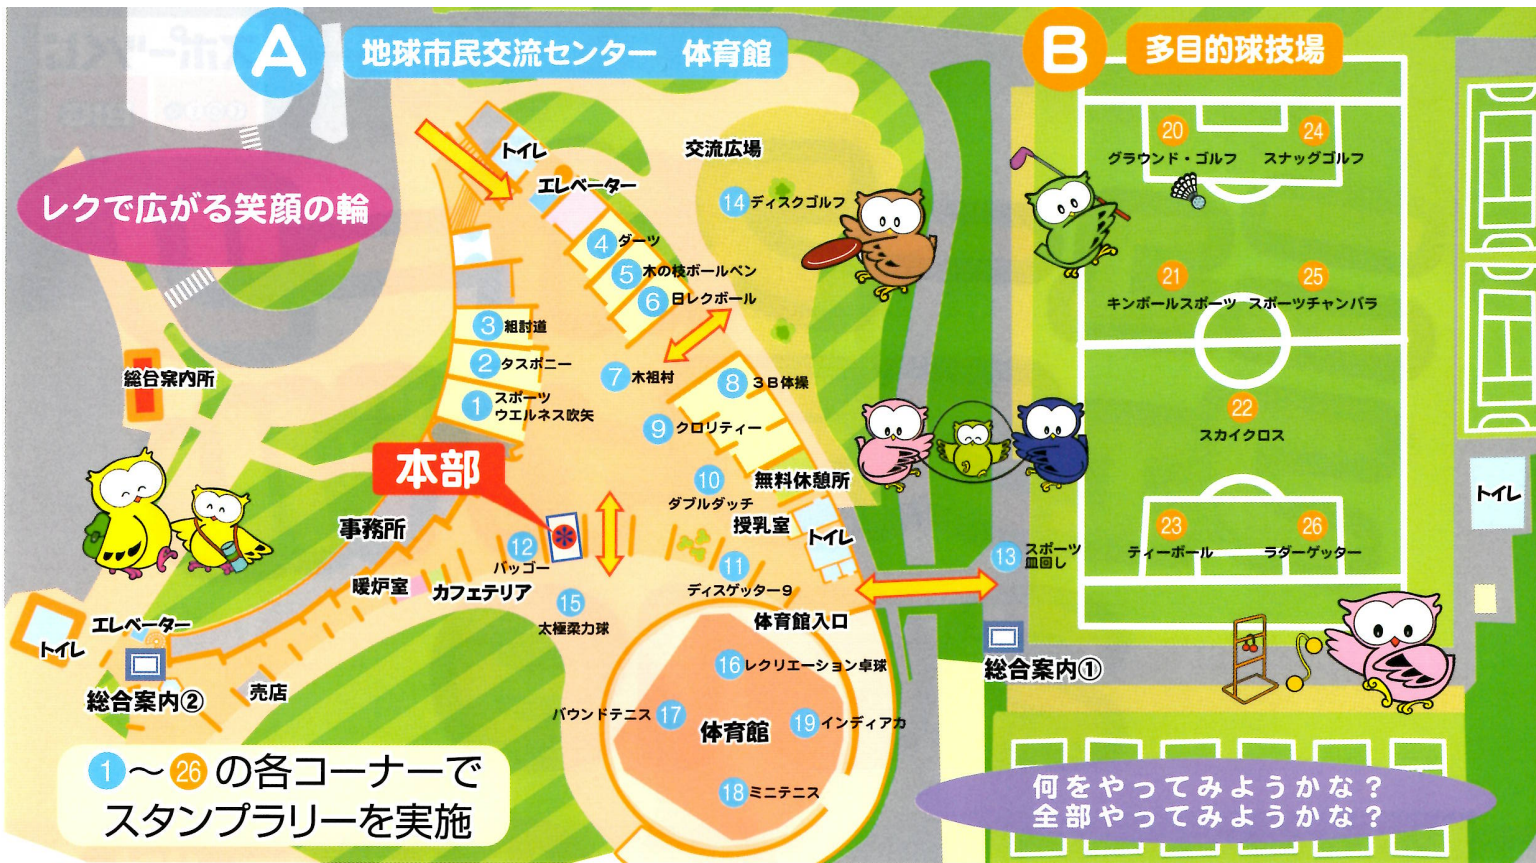 A 地球市民交流センター 体育館
B 多目的球技場
レクで広がる笑顔の輪
トイレ
エレベーター
交流広場
14 ディスクゴルフ
4 ダーツ
5 木の枝ボールペン
6 日レクボール
3 組討道
2 タスポニー
1 スポーツ
ウエルネス吹矢
7 木祖村
8 3B体操
9 クロリティー
10
ダブルダッチ
無料休憩所
授乳室
トイレ
総合案内所
本部
事務所
12
バッゴー
11
ディスゲッター9
暖炉室
カフェテリア
15
太極柔力球
体育館入口
エレベーター
トイレ
総合案内②
売店
16 レクリエーション卓球
バウンドテニス 17
体育館
19 インディアカ
18 ミニテニス
1～26の各コーナーで
スタンプラリーを実施
20
グラウンド・ゴルフ
24
スナッグゴルフ
21
キンボールスポーツ
25
スポーツチャンバラ
22
スカイクロス
23
ティーボール
26
ラダーゲッター
13 スポーツ
皿回し
トイレ
総合案内①
何をやってみようかな？
全部やってみようかな？